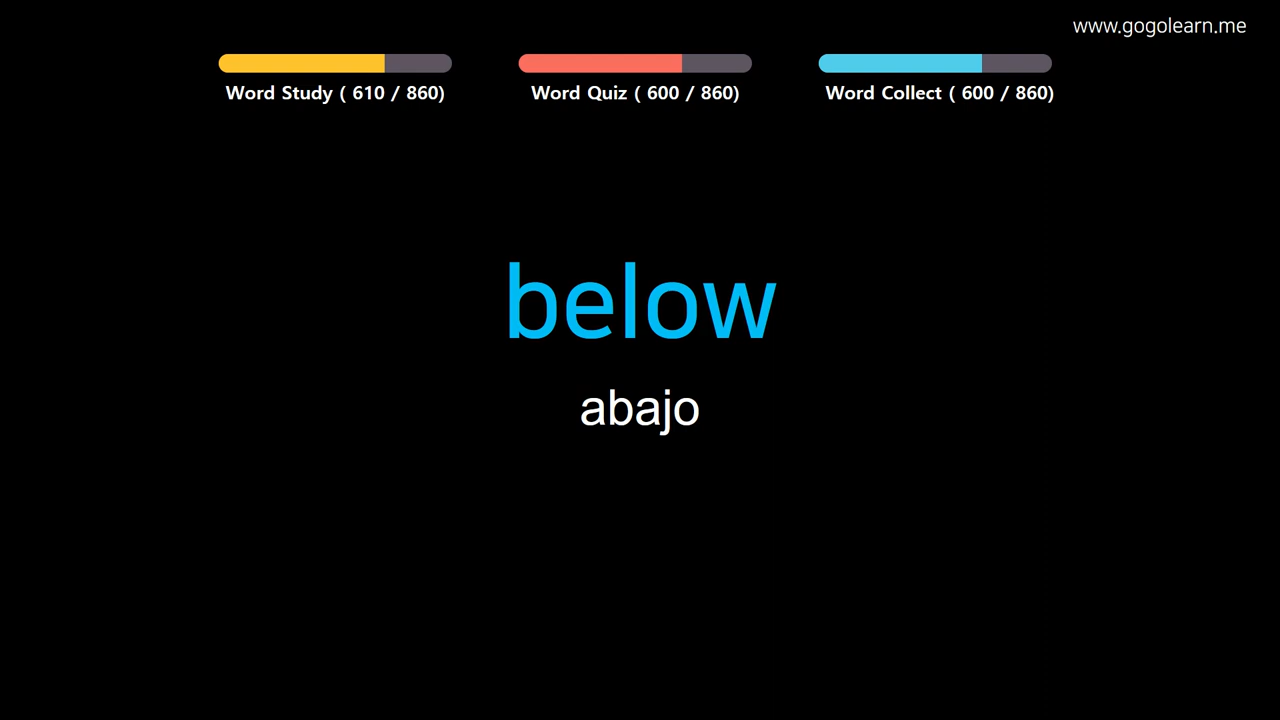 www.gogolearn.me
Word Study ( 610 / 860)
Word Quiz ( 600 / 860)
Word Collect ( 600 / 860)
below
abajo